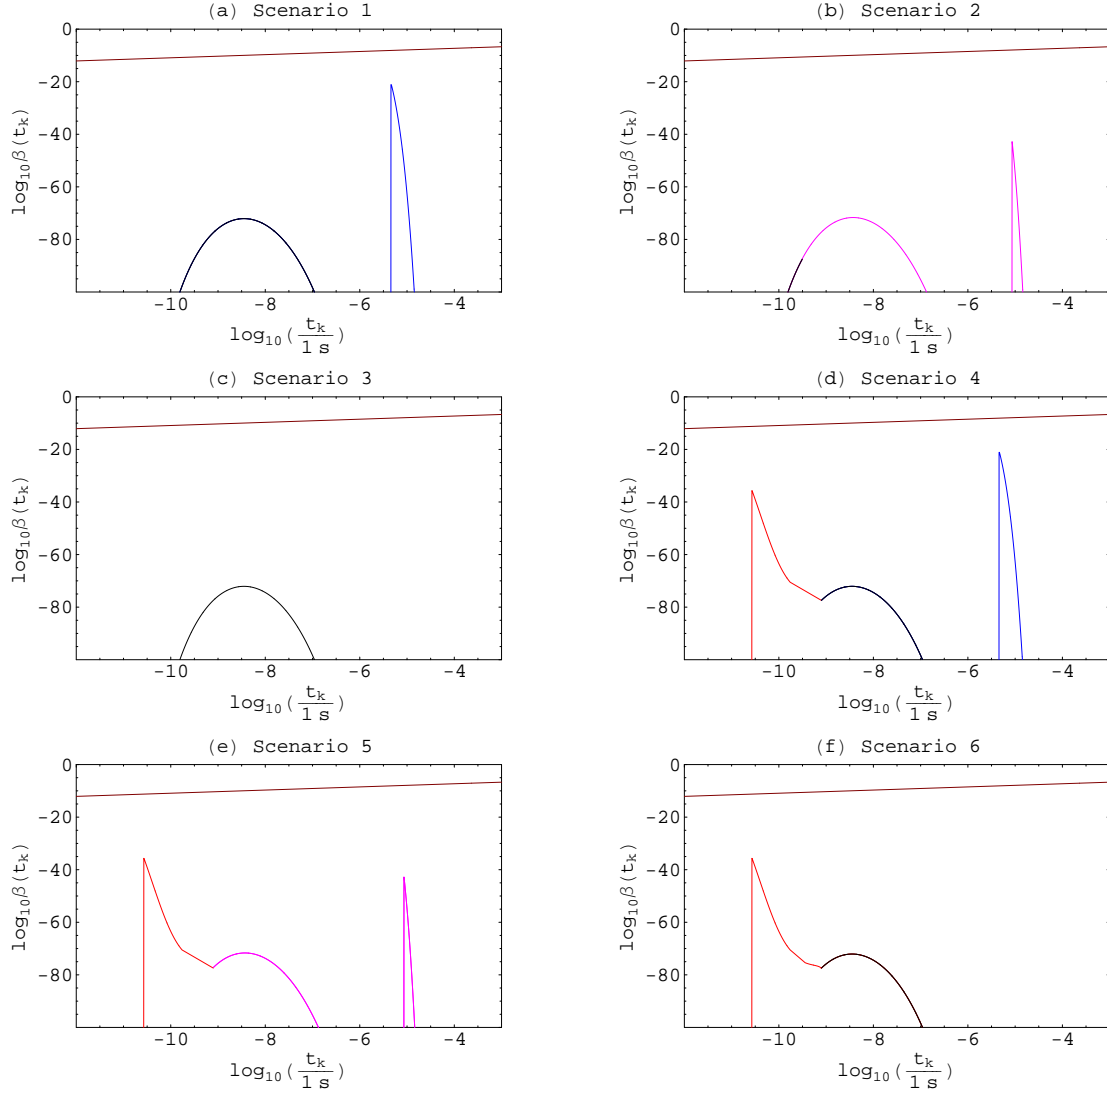 (a) Scenario 1
0
-20
-40
-60
-80
log10β(tk)
-10 -8 -6 -4
log10(tk/1 s)
(b) Scenario 2
0
-20
-40
-60
-80
log10β(tk)
-10 -8 -6 -4
log10(tk/1 s)
(c) Scenario 3
0
-20
-40
-60
-80
log10β(tk)
-10 -8 -6 -4
log10(tk/1 s)
(d) Scenario 4
0
-20
-40
-60
-80
log10β(tk)
-10 -8 -6 -4
log10(tk/1 s)
(e) Scenario 5
0
-20
-40
-60
-80
log10β(tk)
-10 -8 -6 -4
log10(tk/1 s)
(f) Scenario 6
0
-20
-40
-60
-80
log10β(tk)
-10 -8 -6 -4
log10(tk/1 s)